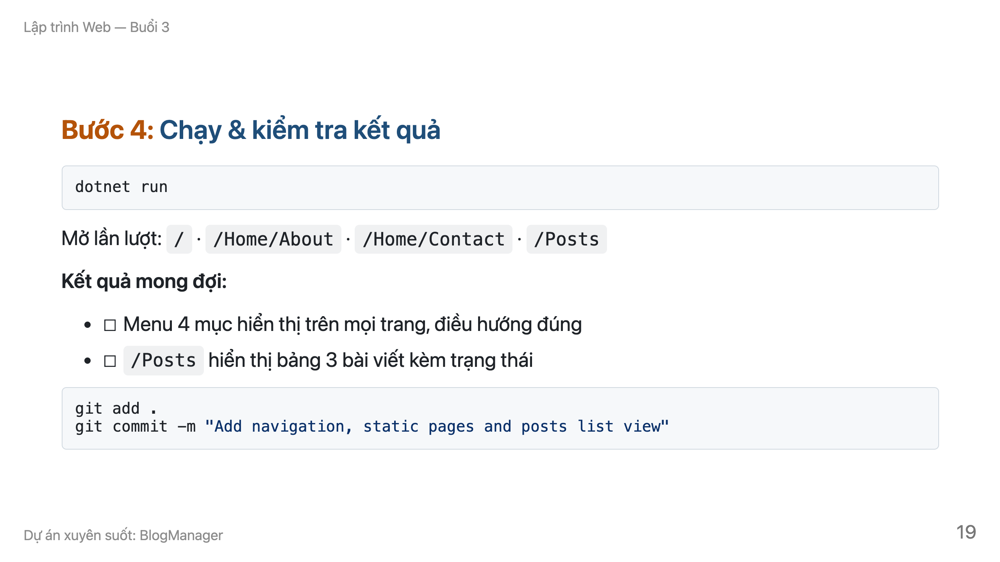 Lập trình Web — Buổi 3
Bước 4: Chạy & kiểm tra kết quả
dotnet run
Mở lần lượt: / · /Home/About · /Home/Contact · /Posts
Kết quả mong đợi:
• ☐ Menu 4 mục hiển thị trên mọi trang, điều hướng đúng
• ☐ /Posts hiển thị bảng 3 bài viết kèm trạng thái
git add .
git commit -m "Add navigation, static pages and posts list view"
Dự án xuyên suốt: BlogManager
19